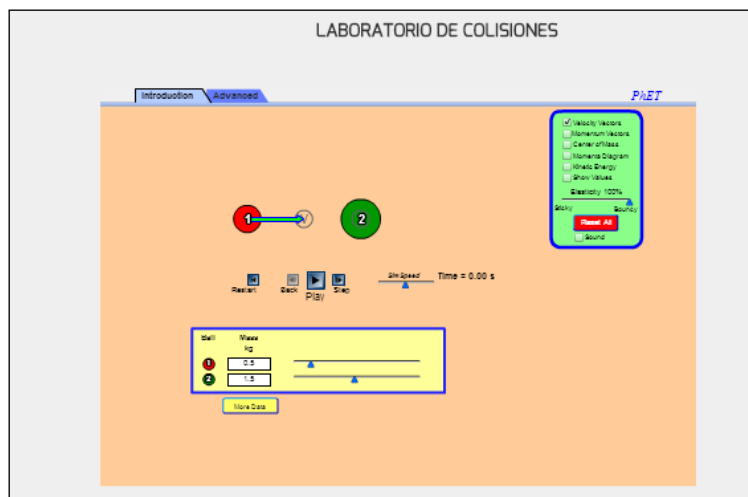 LABORATORIO DE COLISIONES
Introduction Advanced
PhET
Velocity Vectors
Momentum Vectors
Center of Mass
Momenta Diagram
Kinetic Energy
Show Values
Elasticity 100%
Sticky Bouncy
Reset All
Sound
1 V 2
Restart Back Play Step Sim Speed Time = 0.00 s
Ball Mass
kg
1 0.5
2 1.5
More Data